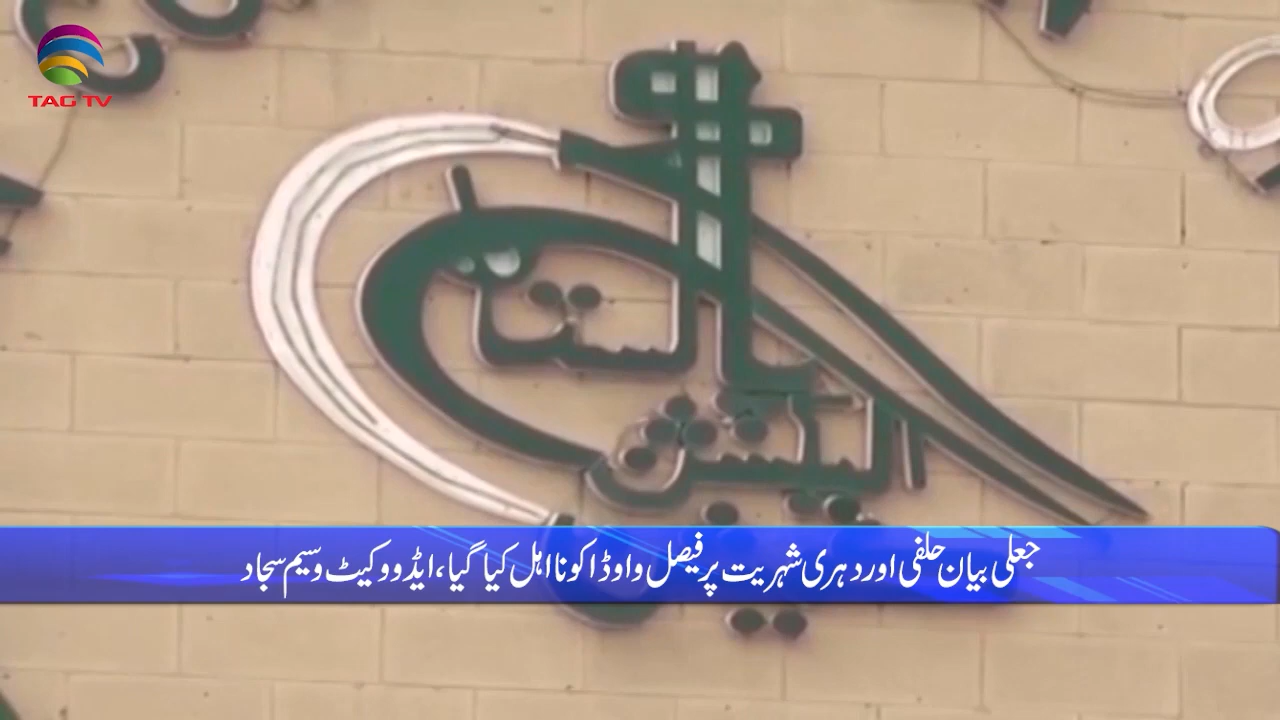 TAG TV
الیکشن
پاکستان
جعلی بیان حلفی اور دہری شہریت پر فیصل واوڈا کو نااہل کیا گیا، ایڈووکیٹ وسیم سجاد